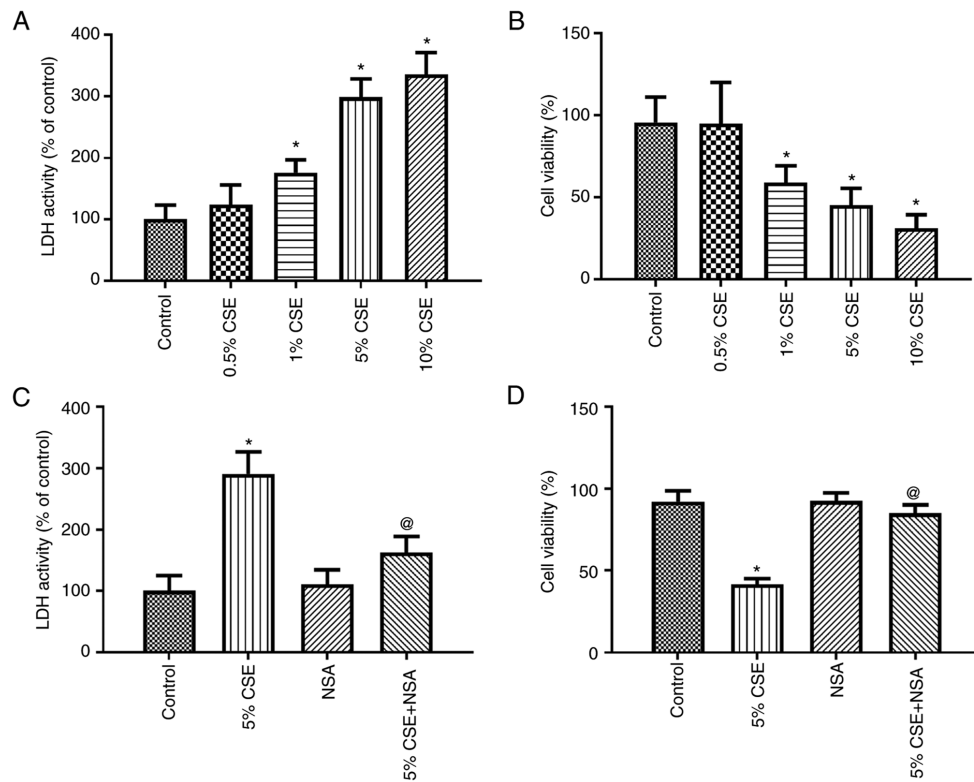 A
LDH activity (% of control)
400
300
200
100
0
*
*
*
Control
0.5% CSE
1% CSE
5% CSE
10% CSE
B
Cell viability (%)
150
100
50
0
*
*
*
Control
0.5% CSE
1% CSE
5% CSE
10% CSE
C
LDH activity (% of control)
400
300
200
100
0
*
@
Control
5% CSE
NSA
5% CSE+NSA
D
Cell viability (%)
150
100
50
0
*
@
Control
5% CSE
NSA
5% CSE+NSA